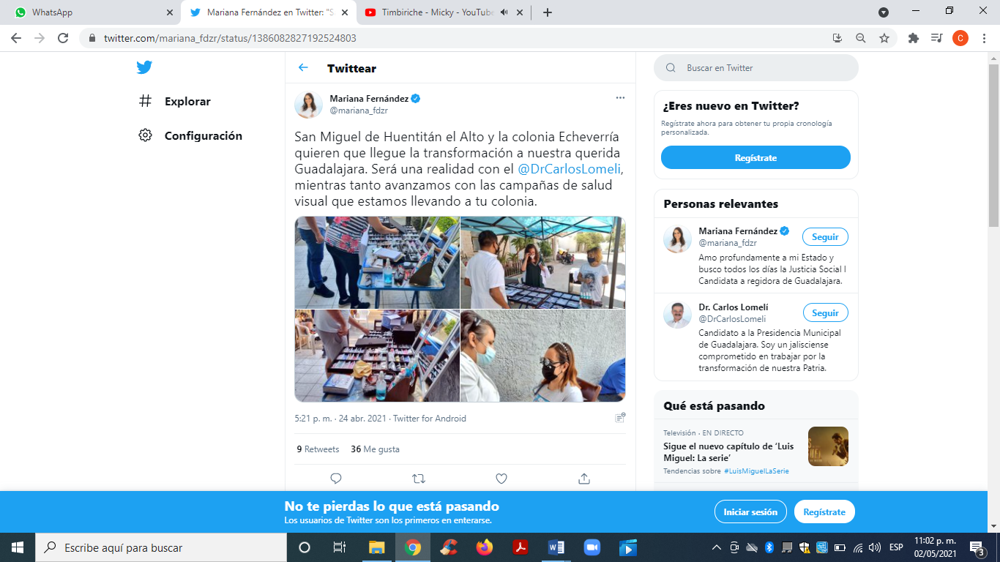 WhatsApp
Mariana Fernández en Twitter: "S
Timbiriche - Micky - YouTube
twitter.com/mariana_fdzr/status/1386082827192524803
C
Explorar
Configuración
Twittear
Mariana Fernández
@mariana_fdzr
San Miguel de Huentitán el Alto y la colonia Echeverría
quieren que llegue la transformación a nuestra querida
Guadalajara. Será una realidad con el @DrCarlosLomeli,
mientras tanto avanzamos con las campañas de salud
visual que estamos llevando a tu colonia.
5:21 p. m. · 24 abr. 2021 · Twitter for Android
9 Retweets 36 Me gusta
Buscar en Twitter
¿Eres nuevo en Twitter?
Regístrate ahora para obtener tu propia cronología
personalizada.
Regístrate
Personas relevantes
Mariana Fernández
@mariana_fdzr
Seguir
Amo profundamente a mi Estado y
busco todos los días la Justicia Social I
Candidata a regidora de Guadalajara.
Dr. Carlos Lomelí
@DrCarlosLomeli
Seguir
Candidato a la Presidencia Municipal
de Guadalajara. Soy un jalisciense
comprometido en trabajar por la
transformación de nuestra Patria.
Qué está pasando
Televisión · EN DIRECTO
Sigue el nuevo capítulo de ‘Luis
Miguel: La serie’
Tendencias sobre #LuisMiguelLaSerie
No te pierdas lo que está pasando
Los usuarios de Twitter son los primeros en enterarse.
Iniciar sesión
Regístrate
Escribe aquí para buscar
ESP
11:02 p. m.
02/05/2021
3